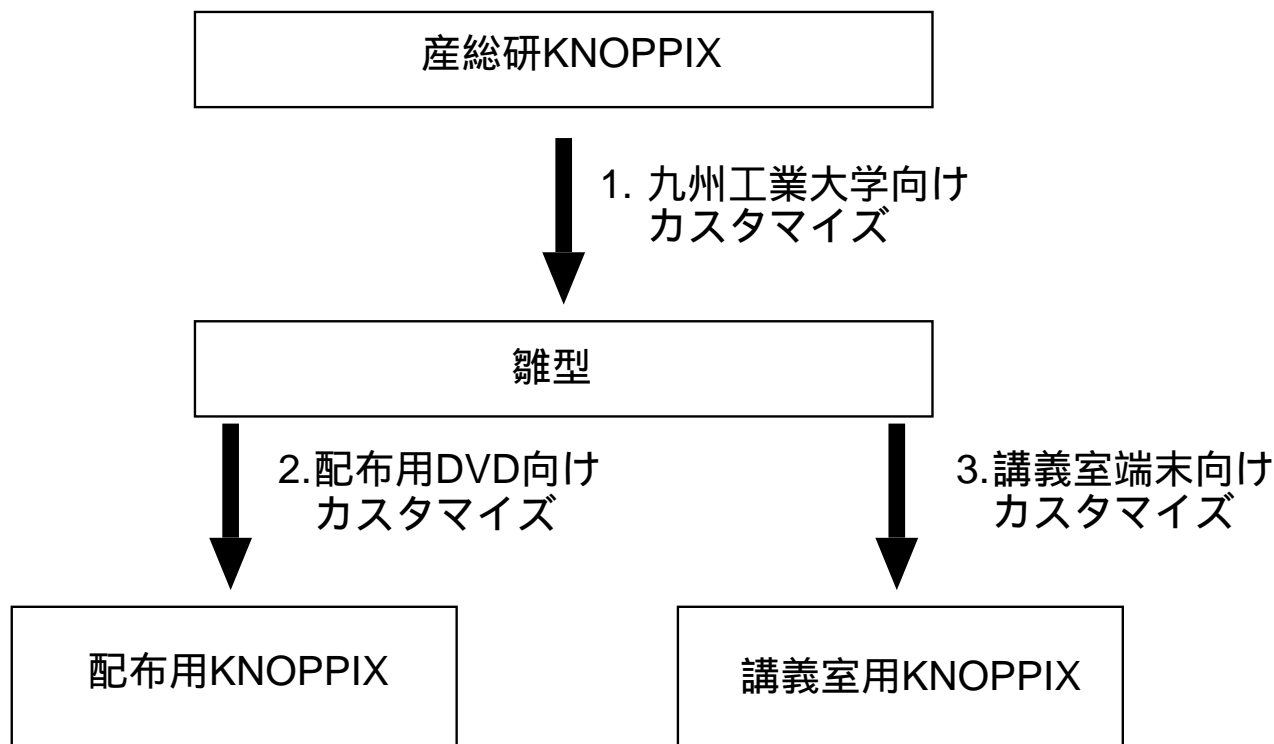 産総研KNOPPIX
1. 九州工業大学向け
カスタマイズ
雛型
2.配布用DVD向け
カスタマイズ
3.講義室端末向け
カスタマイズ
配布用KNOPPIX
講義室用KNOPPIX